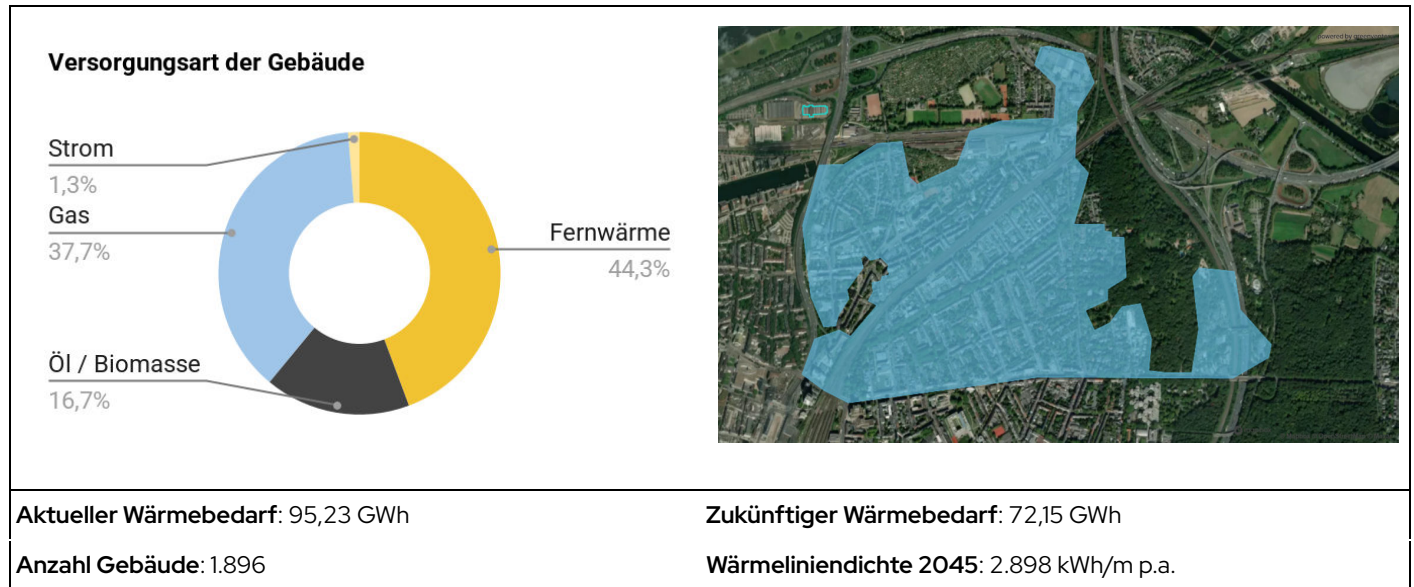 Versorgungsart der Gebäude
Strom
1,3%
Gas
37,7%
Fernwärme
44,3%
Öl / Biomasse
16,7%
Aktueller Wärmebedarf: 95,23 GWh
Zukünftiger Wärmebedarf: 72,15 GWh
Anzahl Gebäude: 1.896
Wärmeliniendichte 2045: 2.898 kWh/m p.a.